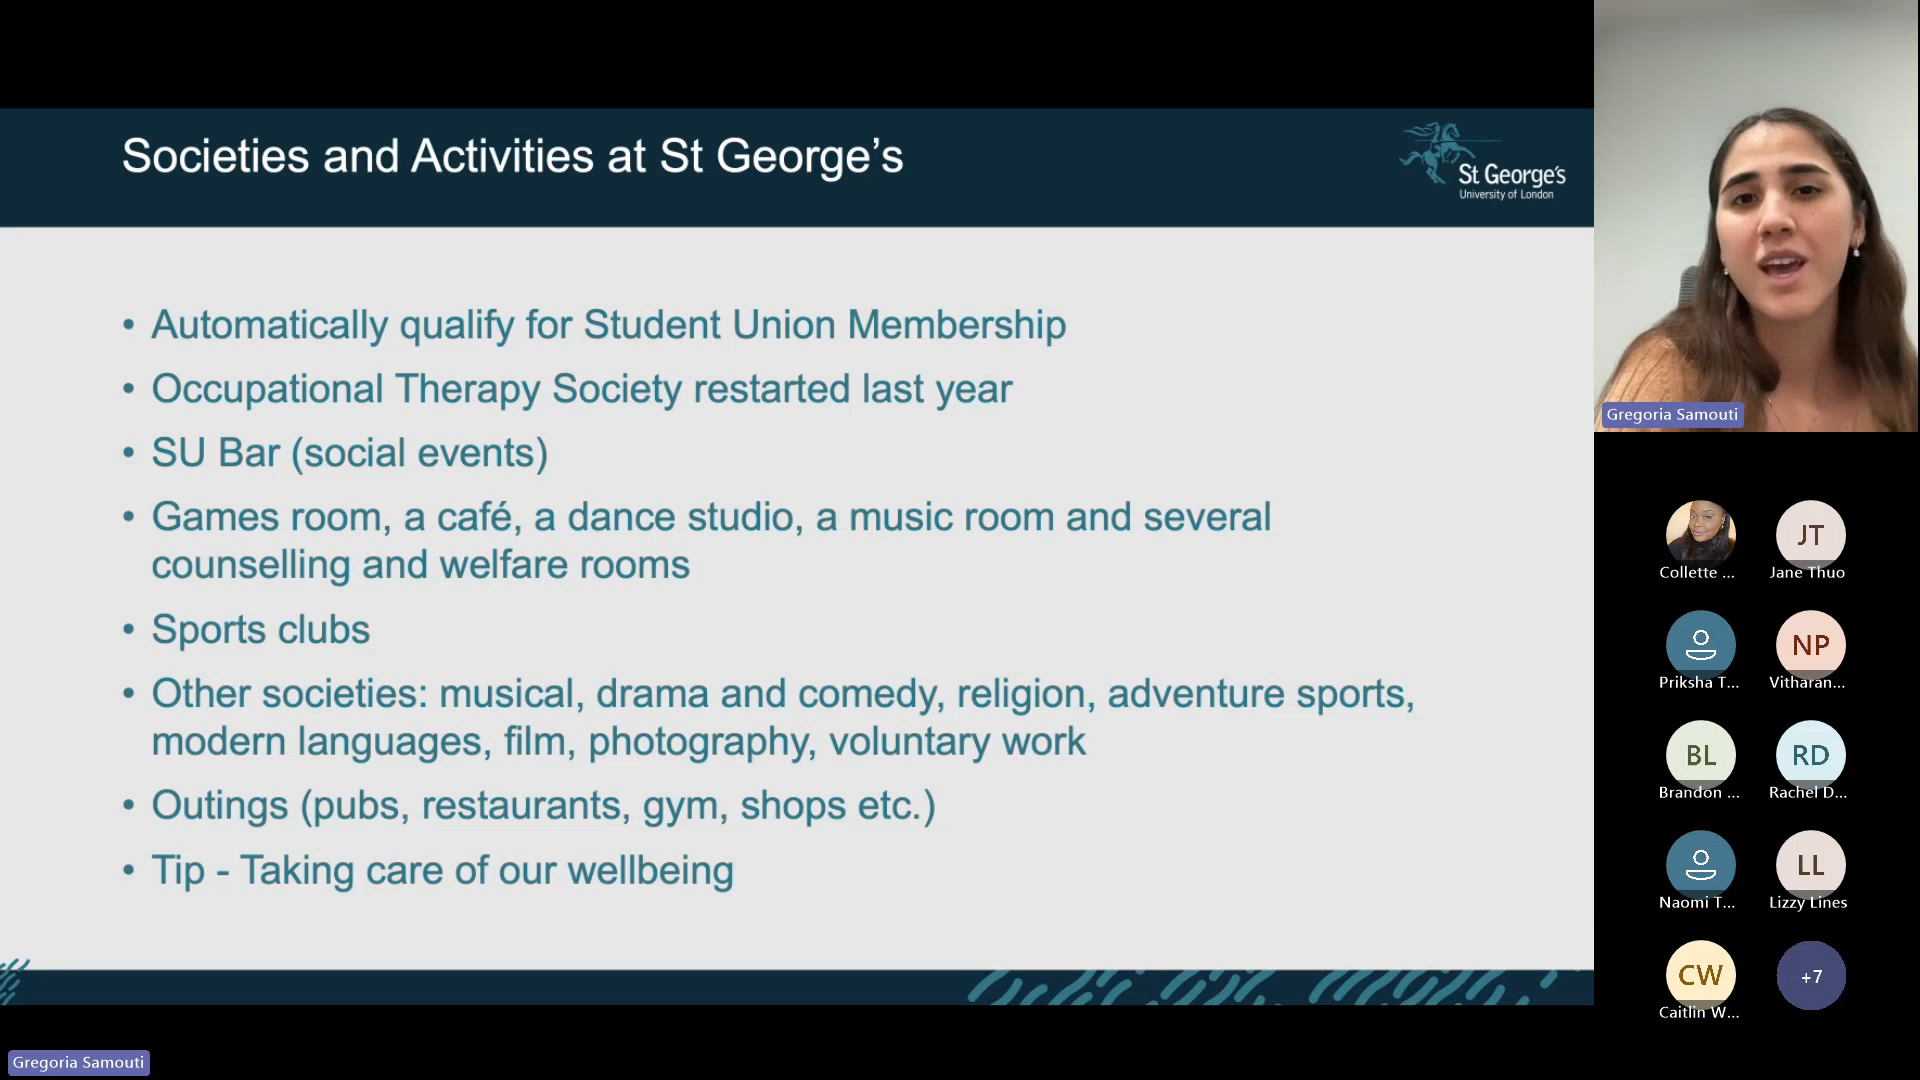 Societies and Activities at St George’s
St George's
University of London
• Automatically qualify for Student Union Membership
• Occupational Therapy Society restarted last year
• SU Bar (social events)
• Games room, a café, a dance studio, a music room and several
counselling and welfare rooms
• Sports clubs
• Other societies: musical, drama and comedy, religion, adventure sports,
modern languages, film, photography, voluntary work
• Outings (pubs, restaurants, gym, shops etc.)
• Tip - Taking care of our wellbeing
Gregoria Samouti
Collette ...
JT
Jane Thuo
Priksha T...
NP
Vitharan...
BL
Brandon ...
RD
Rachel D...
Naomi T...
LL
Lizzy Lines
CW
Caitlin W...
+7
Gregoria Samouti